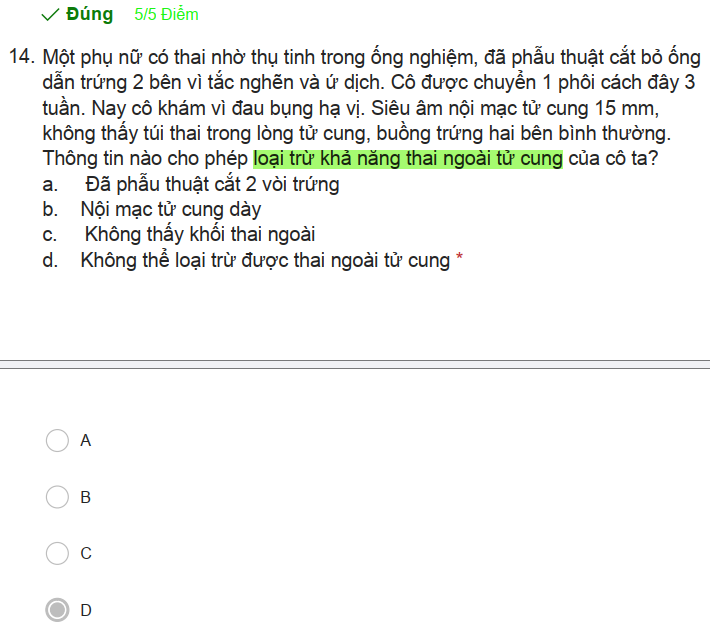 Đúng 5/5 Điểm
14. Một phụ nữ có thai nhờ thụ tinh trong ống nghiệm, đã phẫu thuật cắt bỏ ống
dẫn trứng 2 bên vì tắc nghẽn và ứ dịch. Cô được chuyển 1 phôi cách đây 3
tuần. Nay cô khám vì đau bụng hạ vị. Siêu âm nội mạc tử cung 15 mm,
không thấy túi thai trong lòng tử cung, buồng trứng hai bên bình thường.
Thông tin nào cho phép loại trừ khả năng thai ngoài tử cung của cô ta?
a. Đã phẫu thuật cắt 2 vòi trứng
b. Nội mạc tử cung dày
c. Không thấy khối thai ngoài
d. Không thể loại trừ được thai ngoài tử cung *
A
B
C
D